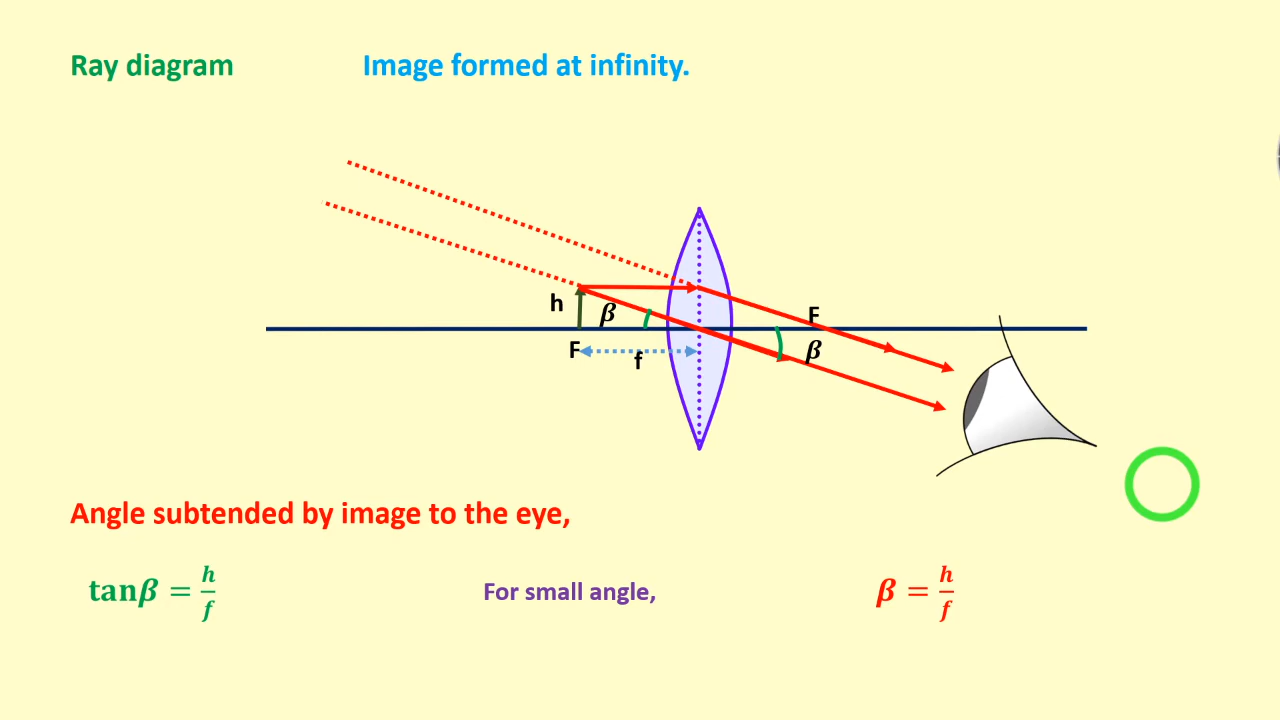 Ray diagram
Image formed at infinity.
h
β
F
F
f
β
Angle subtended by image to the eye,
tanβ = h/f
For small angle,
β = h/f